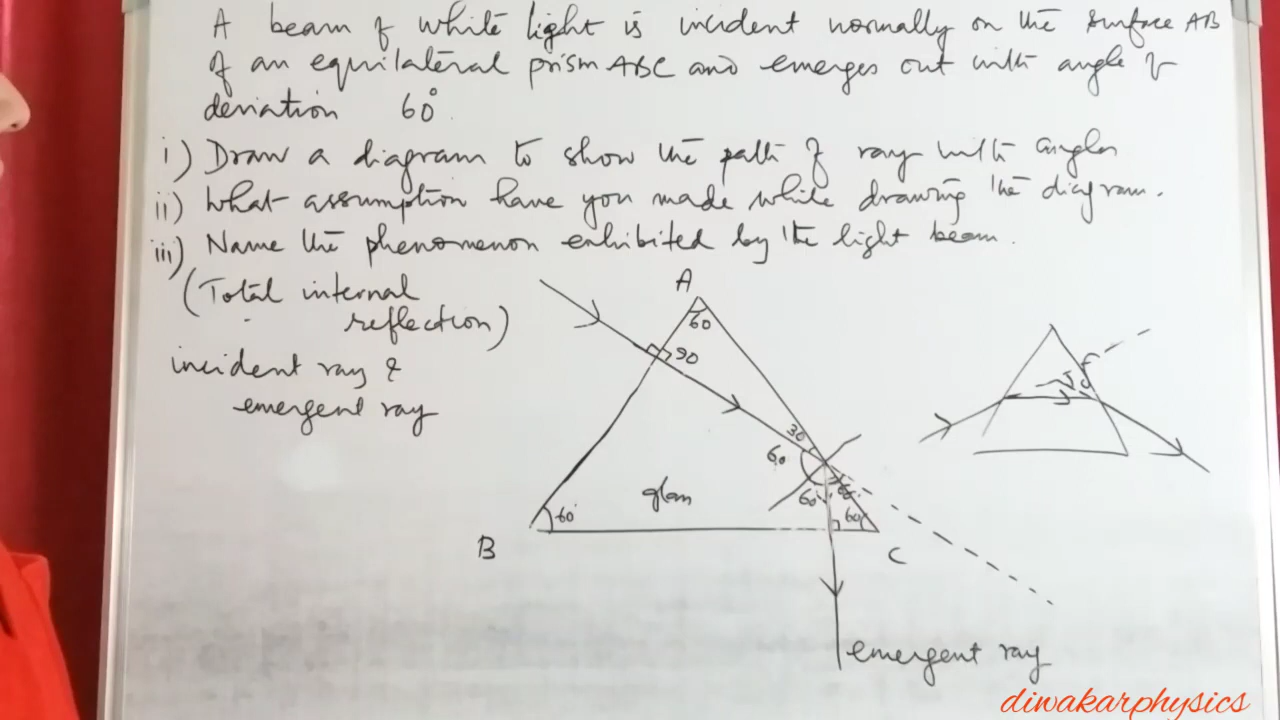 A beam of white light is incident normally on the surface AB
of an equilateral prism ABC and emerges out with angle of
deviation 60°.
i) Draw a diagram to show the path of ray with angles
ii) What assumption have you made while drawing the diagram.
iii) Name the phenomenon exhibited by the light beam.
(Total internal
reflection)
incident ray &
emergent ray
A
60
90
30
60
60
60
glass
60°
60
B
C
emergent ray
diwakarphysics